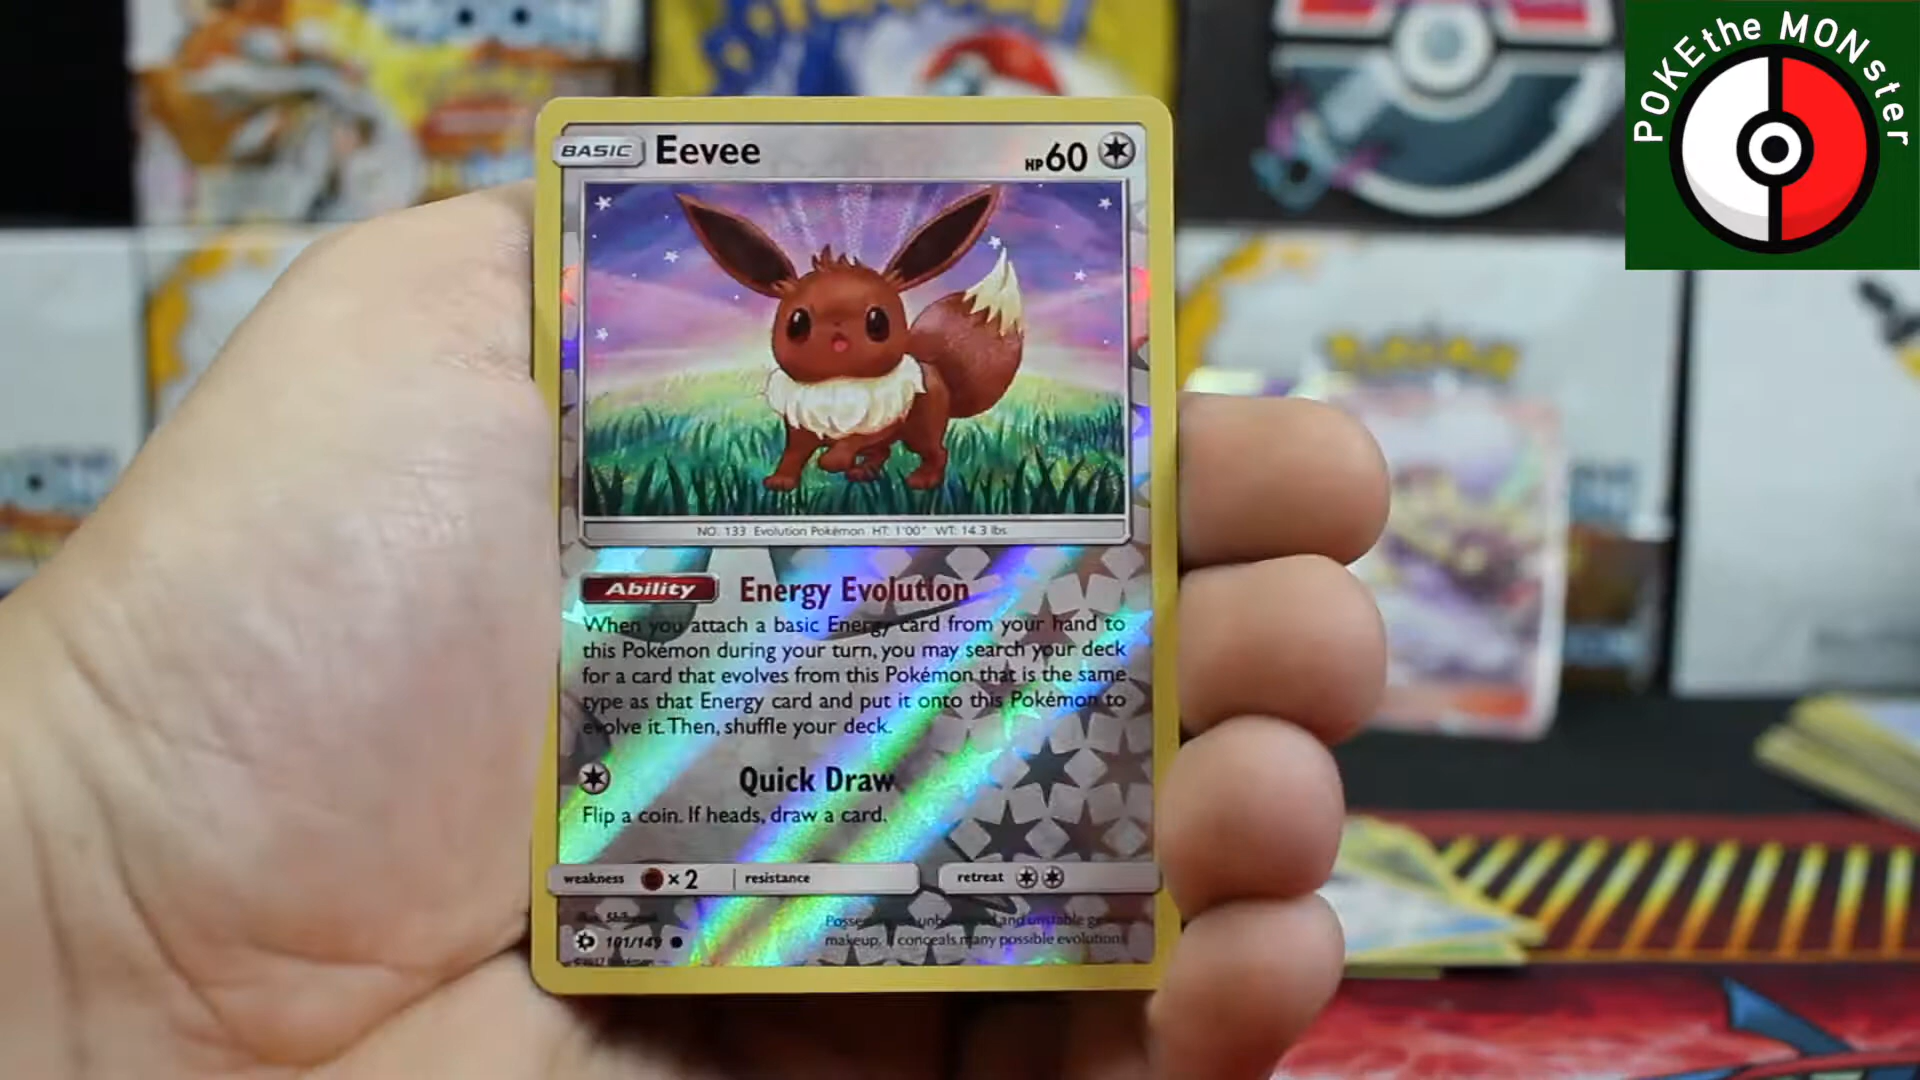 POKEthe MONster
BASIC Eevee HP60
NO. 133 Evolution Pokémon HT: 1'00" WT: 14.3 lbs.
Ability Energy Evolution
When you attach a basic Energy card from your hand to
this Pokémon during your turn, you may search your deck
for a card that evolves from this Pokémon that is the same
type as that Energy card and put it onto this Pokémon to
evolve it. Then, shuffle your deck.
Quick Draw
Flip a coin. If heads, draw a card.
weakness ×2 resistance retreat
101/149
and unstable
makeup, it conceals many possible evolutions.